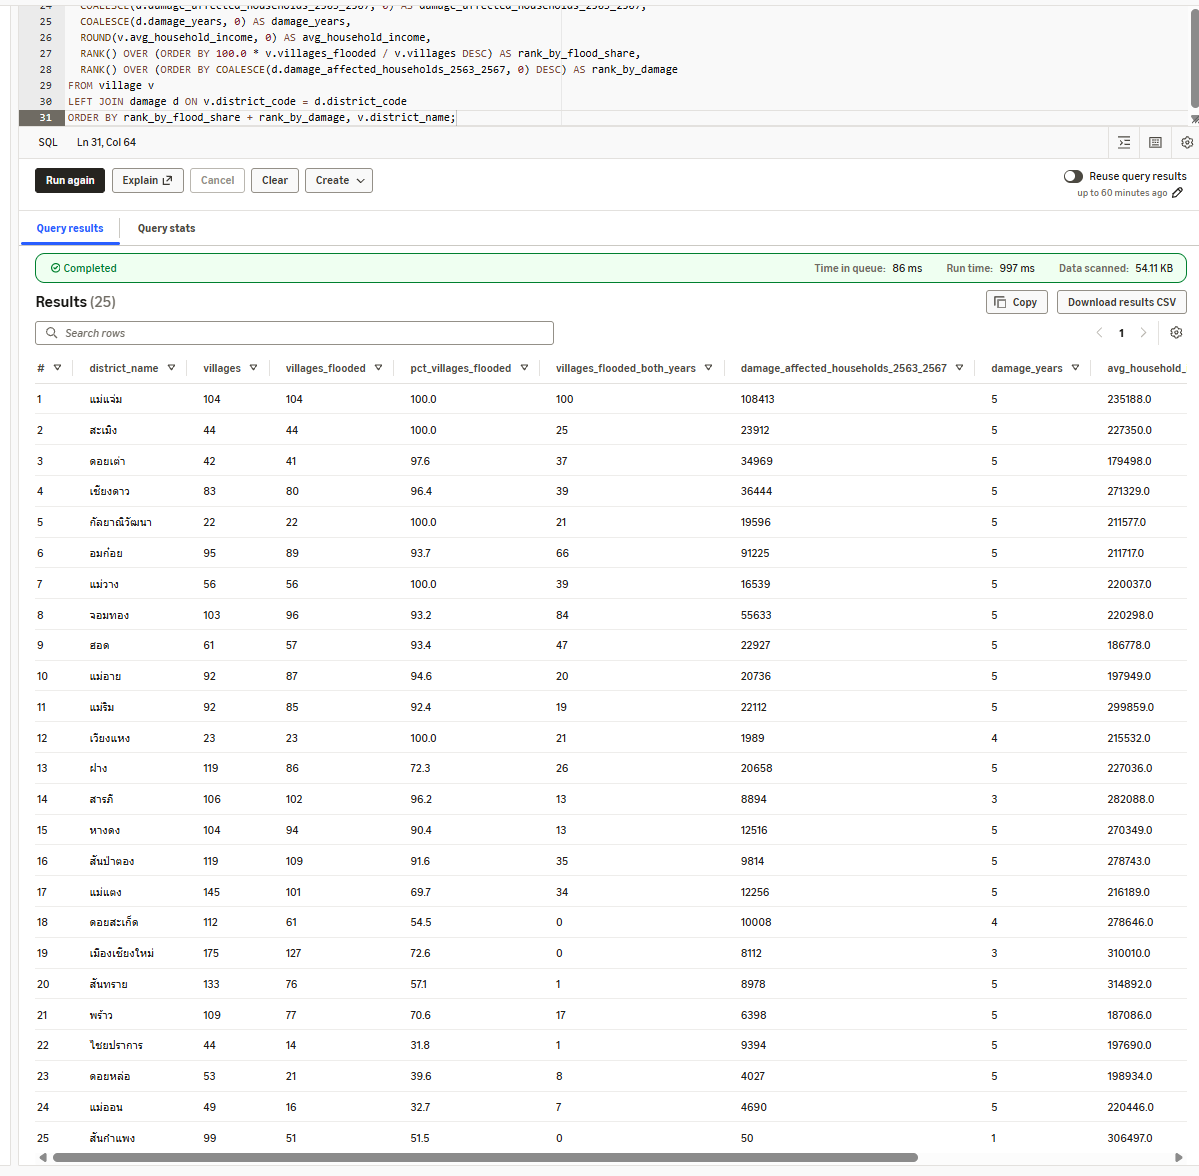 24 COALESCE(d.damage_affected_households_2563_2567, 0) AS damage_affected_households_2563_2567,
25 COALESCE(d.damage_years, 0) AS damage_years,
26 ROUND(v.avg_household_income, 0) AS avg_household_income,
27 RANK() OVER (ORDER BY 100.0 * v.villages_flooded / v.villages DESC) AS rank_by_flood_share,
28 RANK() OVER (ORDER BY COALESCE(d.damage_affected_households_2563_2567, 0) DESC) AS rank_by_damage
29 FROM village v
30 LEFT JOIN damage d ON v.district_code = d.district_code
31 ORDER BY rank_by_flood_share + rank_by_damage, v.district_name;
SQL Ln 31, Col 64
Run again Explain Cancel Clear Create Reuse query results
up to 60 minutes ago
Query results Query stats
Completed Time in queue: 86 ms Run time: 997 ms Data scanned: 54.11 KB
Results (25) Copy Download results CSV
Search rows 1
# district_name villages villages_flooded pct_villages_flooded villages_flooded_both_years damage_affected_households_2563_2567 damage_years avg_household_
1 แม่แจ่ม 104 104 100.0 100 108413 5 235188.0
2 สะเมิง 44 44 100.0 25 23912 5 227350.0
3 ดอยเต่า 42 41 97.6 37 34969 5 179498.0
4 เชียงดาว 83 80 96.4 39 36444 5 271329.0
5 กัลยาณิวัฒนา 22 22 100.0 21 19596 5 211577.0
6 อมก๋อย 95 89 93.7 66 91225 5 211717.0
7 แม่วาง 56 56 100.0 39 16539 5 220037.0
8 จอมทอง 103 96 93.2 84 55633 5 220298.0
9 ฮอด 61 57 93.4 47 22927 5 186778.0
10 แม่อาย 92 87 94.6 20 20736 5 197949.0
11 แม่ริม 92 85 92.4 19 22112 5 299859.0
12 เวียงแหง 23 23 100.0 21 1989 4 215532.0
13 ฝาง 119 86 72.3 26 20658 5 227036.0
14 สารภี 106 102 96.2 13 8894 3 282088.0
15 หางดง 104 94 90.4 13 12516 5 270349.0
16 สันป่าตอง 119 109 91.6 35 9814 5 278743.0
17 แม่แตง 145 101 69.7 34 12256 5 216189.0
18 ดอยสะเก็ด 112 61 54.5 0 10008 4 278646.0
19 เมืองเชียงใหม่ 175 127 72.6 0 8112 3 310010.0
20 สันทราย 133 76 57.1 1 8978 5 314892.0
21 พร้าว 109 77 70.6 17 6398 5 187086.0
22 ไชยปราการ 44 14 31.8 1 9394 5 197690.0
23 ดอยหล่อ 53 21 39.6 8 4027 5 198934.0
24 แม่ออน 49 16 32.7 7 4690 5 220446.0
25 สันกำแพง 99 51 51.5 0 50 1 306497.0